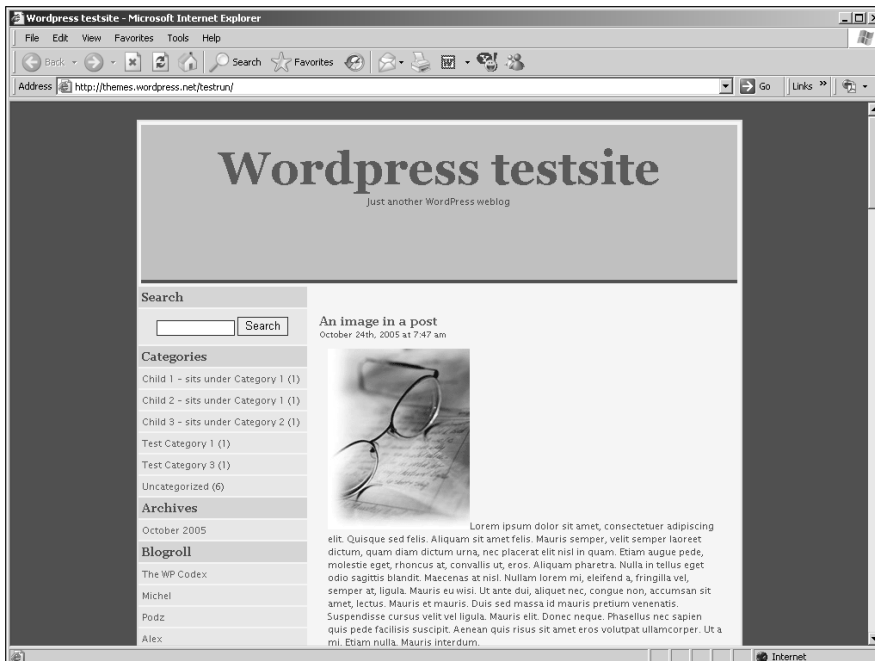 Wordpress testsite - Microsoft Internet Explorer
File Edit View Favorites Tools Help
Back Search Favorites
Address http://themes.wordpress.net/testrun/ Go Links »
Wordpress testsite
Just another WordPress weblog
Search
Search
Categories
Child 1 – sits under Category 1 (1)
Child 2 – sits under Category 1 (1)
Child 3 – sits under Category 2 (1)
Test Category 1 (1)
Test Category 3 (1)
Uncategorized (6)
Archives
October 2005
Blogroll
The WP Codex
Michel
Podz
Alex
An image in a post
October 24th, 2005 at 7:47 am
Lorem ipsum dolor sit amet, consectetuer adipiscing
elit. Quisque sed felis. Aliquam sit amet felis. Mauris semper, velit semper laoreet
dictum, quam diam dictum urna, nec placerat elit nisl in quam. Etiam augue pede,
molestie eget, rhoncus at, convallis ut, eros. Aliquam pharetra. Nulla in tellus eget
odio sagittis blandit. Maecenas at nisl. Nullam lorem mi, eleifend a, fringilla vel,
semper at, ligula. Mauris eu wisi. Ut ante dui, aliquet nec, congue non, accumsan sit
amet, lectus. Mauris et mauris. Duis sed massa id mauris pretium venenatis.
Suspendisse cursus velit vel ligula. Mauris elit. Donec neque. Phasellus nec sapien
quis pede facilisis suscipit. Aenean quis risus sit amet eros volutpat ullamcorper. Ut a
mi. Etiam nulla. Mauris interdum.
Internet